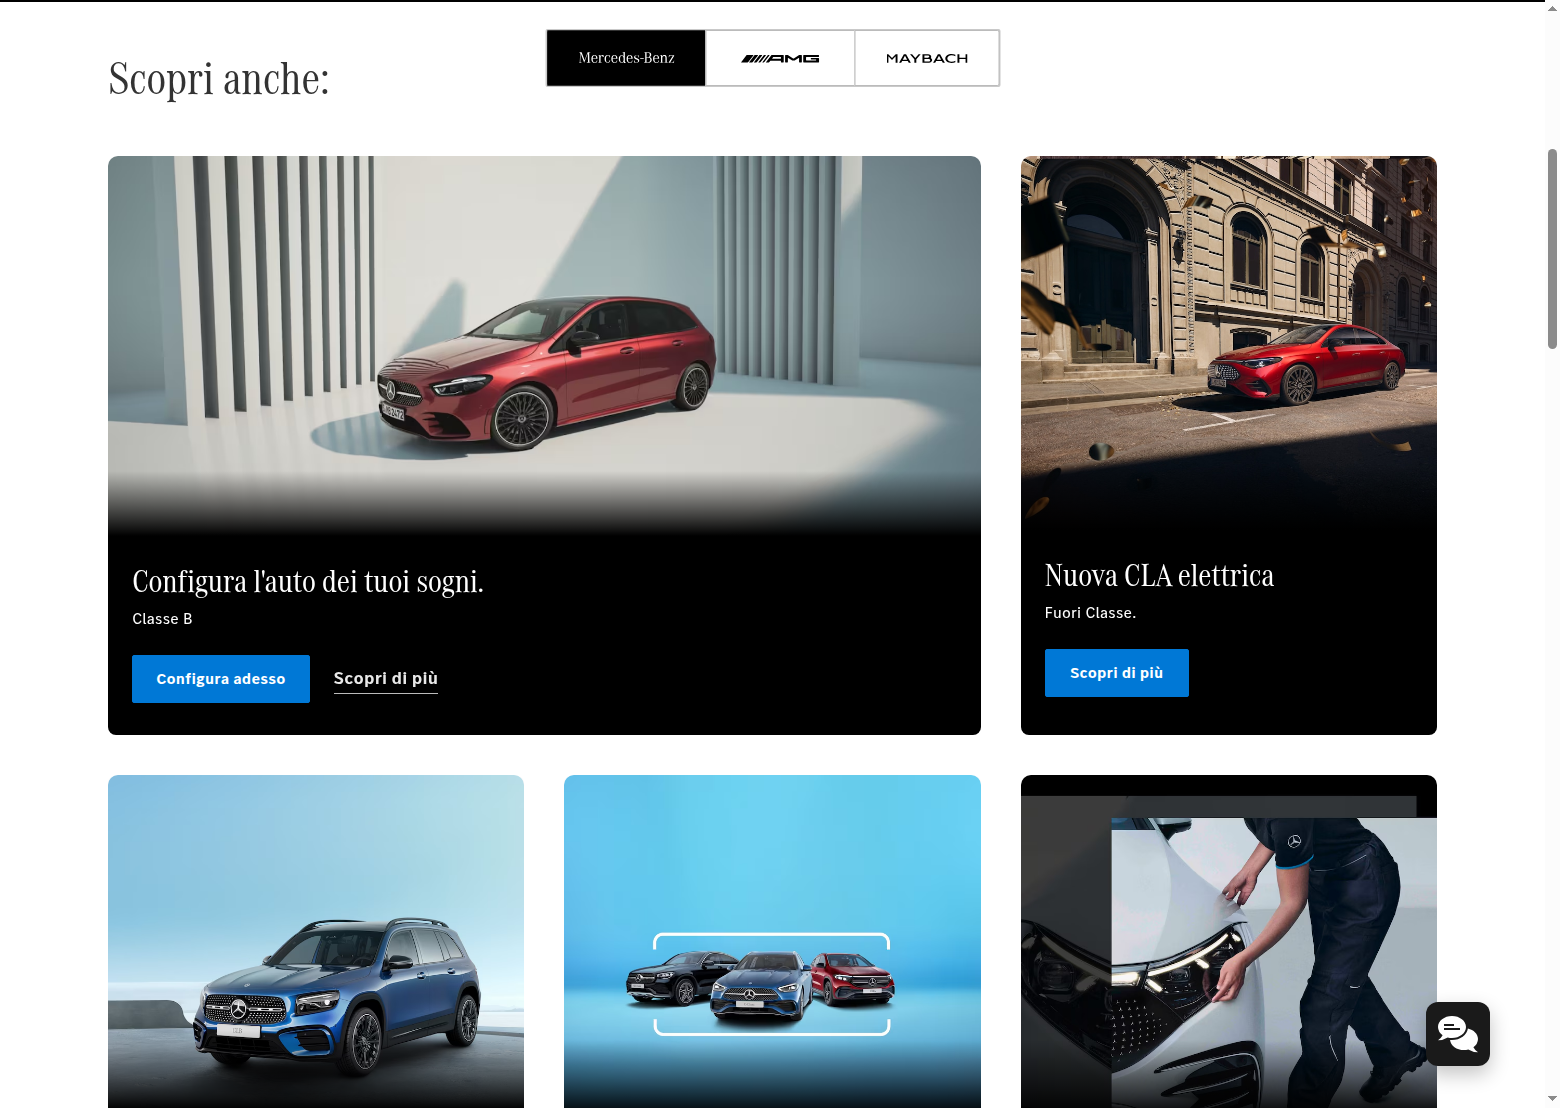 Scopri anche:
Mercedes-Benz
AMG
MAYBACH
Configura l'auto dei tuoi sogni.
Classe B
Configura adesso
Scopri di più
Nuova CLA elettrica
Fuori Classe.
Scopri di più